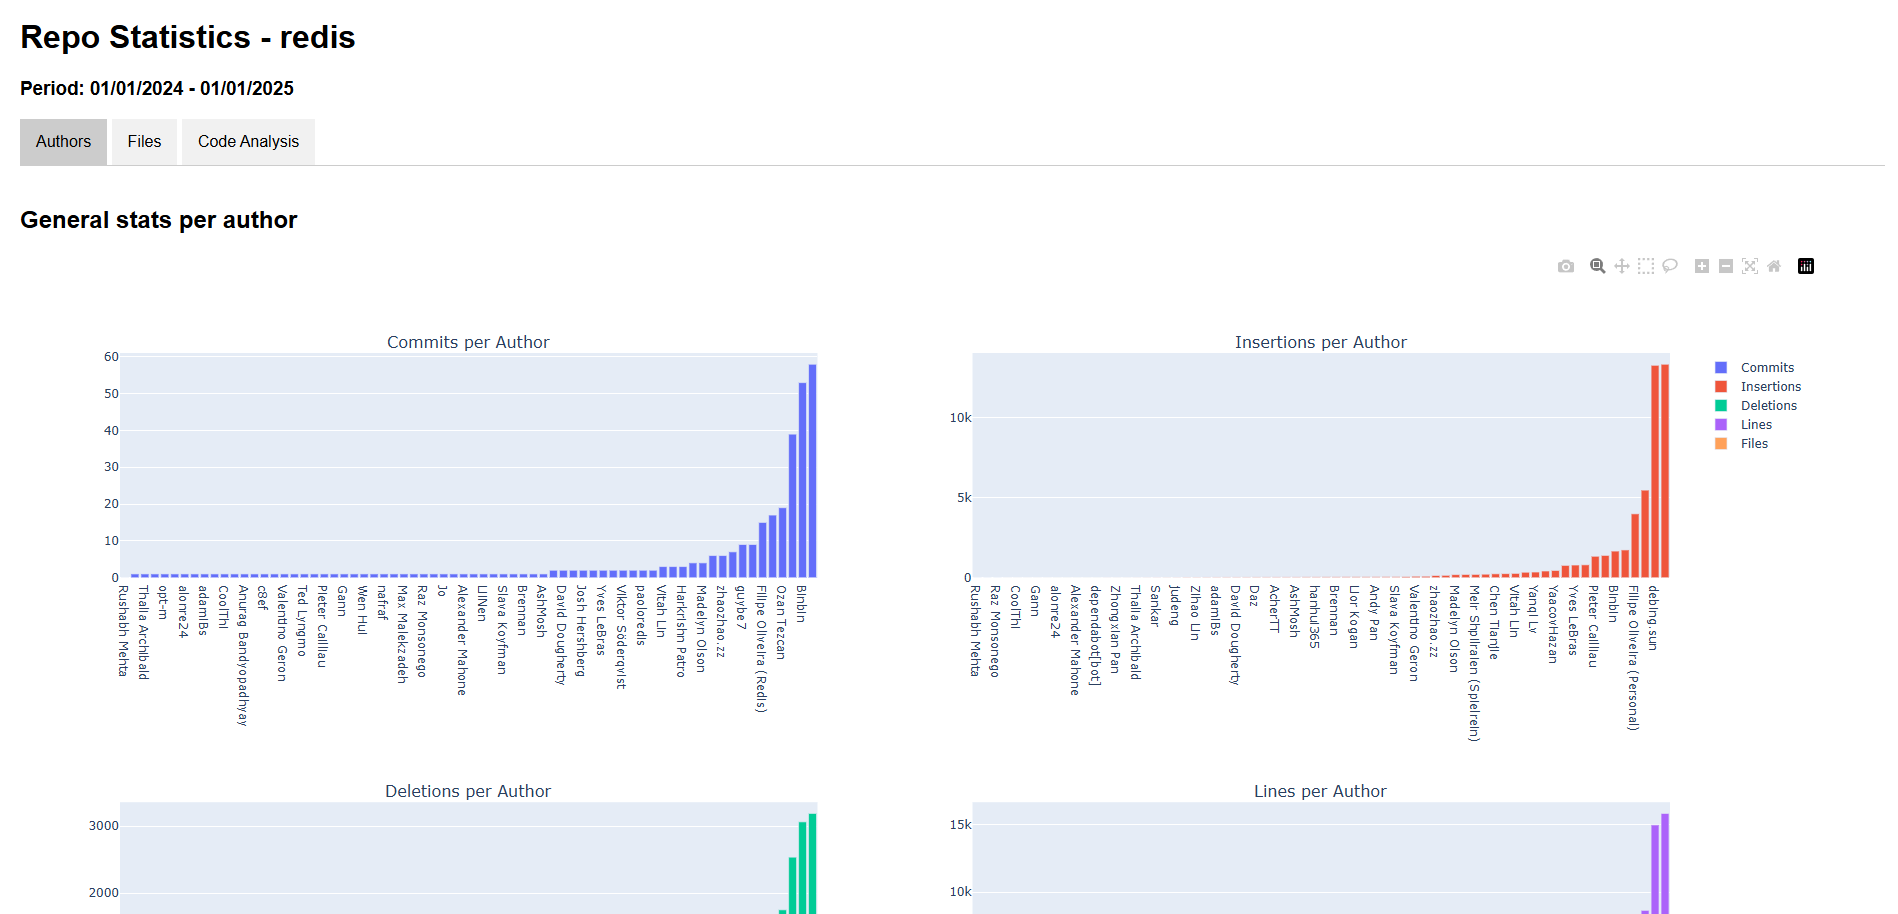 Repo Statistics - redis
Period: 01/01/2024 - 01/01/2025
Authors
Files
Code Analysis
General stats per author
Commits per Author
60
50
40
30
20
10
0
Rushabh Mehta
Thalia Archibald
opt-m
alonre24
adamiBs
CoolThi
Anurag Bandyopadhyay
c8ef
Valentino Geron
Ted Lyngmo
Pieter Cailliau
Gann
Wen Hui
nafraf
Max Malekzadeh
Raz Monsonego
Jo
Alexander Mahone
LiiNen
Slava Koyfman
Brennan
AshMosh
David Dougherty
Josh Hershberg
Yves LeBras
Viktor Söderqvist
paoloredis
Vitah Lin
Harkrishn Patro
Madelyn Olson
zhaozhao.zz
guybe7
Filipe Oliveira (Redis)
Ozan Tezcan
Binbin
Insertions per Author
10k
5k
0
Rushabh Mehta
Raz Monsonego
CoolThi
Gann
alonre24
Alexander Mahone
dependabot[bot]
Zhongxian Pan
Thalia Archibald
Sankar
judeng
Zihao Lin
adamiBs
David Dougherty
Daz
AcherTT
AshMosh
hanhui365
Brennan
Lior Kogan
Andy Pan
Slava Koyfman
Valentino Geron
zhaozhao.zz
Madelyn Olson
Meir Shpilraien (Spielrein)
Chen Tianjie
Vitah Lin
Yanqi Lv
YaacovHazan
Yves LeBras
Pieter Cailliau
Binbin
Filipe Oliveira (Personal)
debing.sun
Commits
Insertions
Deletions
Lines
Files
Deletions per Author
3000
2000
Lines per Author
15k
10k